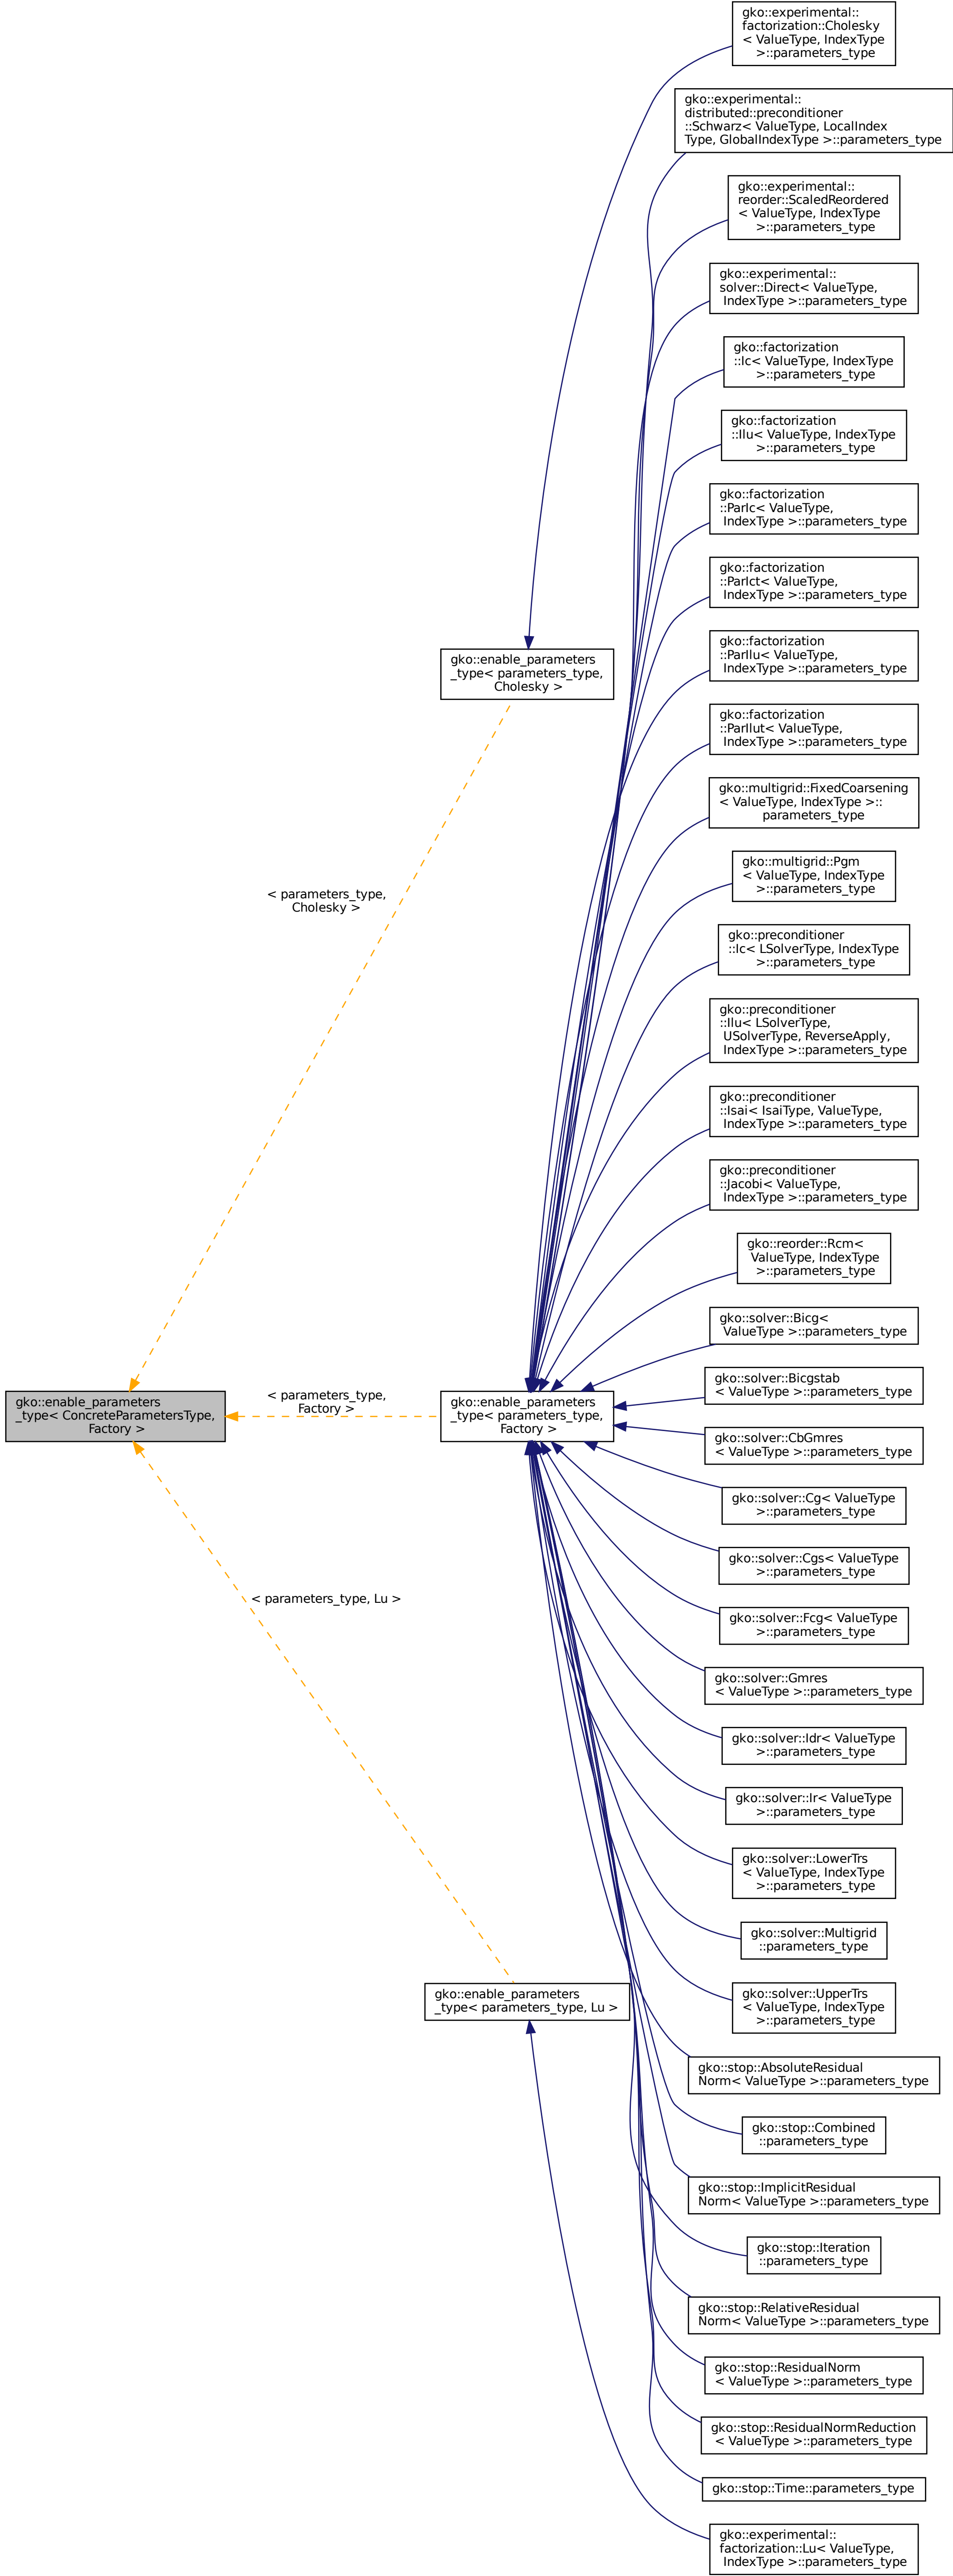 gko::experimental::
factorization::Cholesky
< ValueType, IndexType
>::parameters_type
gko::experimental::
distributed::preconditioner
::Schwarz< ValueType, LocalIndex
Type, GlobalIndexType >::parameters_type
gko::experimental::
reorder::ScaledReordered
< ValueType, IndexType
>::parameters_type
gko::experimental::
solver::Direct< ValueType,
IndexType >::parameters_type
gko::factorization
::Ic< ValueType, IndexType
>::parameters_type
gko::factorization
::Ilu< ValueType, IndexType
>::parameters_type
gko::factorization
::ParIc< ValueType,
IndexType >::parameters_type
gko::factorization
::ParIct< ValueType,
IndexType >::parameters_type
gko::factorization
::ParIlu< ValueType,
IndexType >::parameters_type
gko::enable_parameters
_type< parameters_type,
Cholesky >
gko::factorization
::ParIlut< ValueType,
IndexType >::parameters_type
gko::multigrid::FixedCoarsening
< ValueType, IndexType >::
parameters_type
gko::multigrid::Pgm
< ValueType, IndexType
>::parameters_type
< parameters_type,
Cholesky >
gko::preconditioner
::Ic< LSolverType, IndexType
>::parameters_type
gko::preconditioner
::Ilu< LSolverType,
USolverType, ReverseApply,
IndexType >::parameters_type
gko::preconditioner
::Isai< IsaiType, ValueType,
IndexType >::parameters_type
gko::preconditioner
::Jacobi< ValueType,
IndexType >::parameters_type
gko::reorder::Rcm<
ValueType, IndexType
>::parameters_type
gko::solver::Bicg<
ValueType >::parameters_type
gko::solver::Bicgstab
< ValueType >::parameters_type
gko::enable_parameters
_type< ConcreteParametersType,
Factory >
< parameters_type,
Factory >
gko::enable_parameters
_type< parameters_type,
Factory >
gko::solver::CbGmres
< ValueType >::parameters_type
gko::solver::Cg< ValueType
>::parameters_type
gko::solver::Cgs< ValueType
>::parameters_type
< parameters_type, Lu >
gko::solver::Fcg< ValueType
>::parameters_type
gko::solver::Gmres
< ValueType >::parameters_type
gko::solver::Idr< ValueType
>::parameters_type
gko::solver::Ir< ValueType
>::parameters_type
gko::solver::LowerTrs
< ValueType, IndexType
>::parameters_type
gko::solver::Multigrid
::parameters_type
gko::solver::UpperTrs
< ValueType, IndexType
>::parameters_type
gko::enable_parameters
_type< parameters_type, Lu >
gko::stop::AbsoluteResidual
Norm< ValueType >::parameters_type
gko::stop::Combined
::parameters_type
gko::stop::ImplicitResidual
Norm< ValueType >::parameters_type
gko::stop::Iteration
::parameters_type
gko::stop::RelativeResidual
Norm< ValueType >::parameters_type
gko::stop::ResidualNorm
< ValueType >::parameters_type
gko::stop::ResidualNormReduction
< ValueType >::parameters_type
gko::stop::Time::parameters_type
gko::experimental::
factorization::Lu< ValueType,
IndexType >::parameters_type